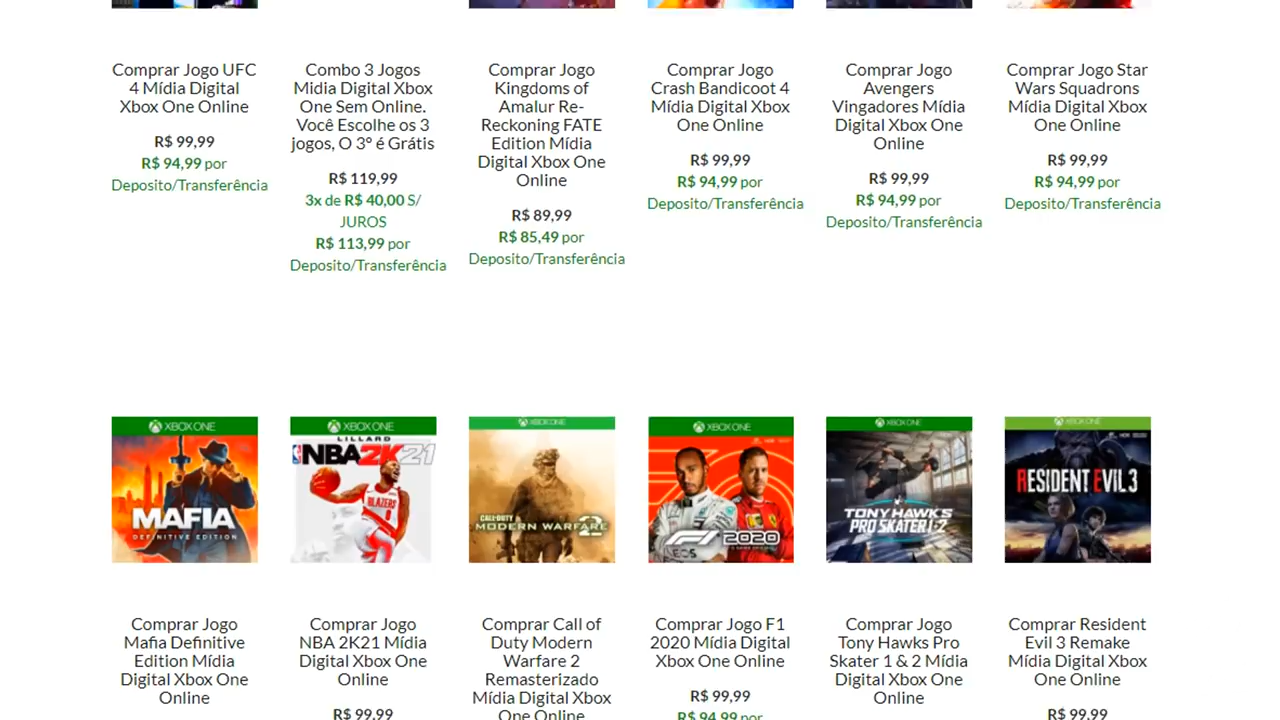 Comprar Jogo UFC
4 Mídia Digital
Xbox One Online
R$ 99,99
R$ 94,99 por
Deposito/Transferência
Combo 3 Jogos
Midia Digital Xbox
One Sem Online.
Você Escolhe os 3
jogos, O 3º é Grátis
R$ 119,99
3x de R$ 40,00 S/
JUROS
R$ 113,99 por
Deposito/Transferência
Comprar Jogo
Kingdoms of
Amalur Re-
Reckoning FATE
Edition Mídia
Digital Xbox One
Online
R$ 89,99
R$ 85,49 por
Deposito/Transferência
Comprar Jogo
Crash Bandicoot 4
Mídia Digital Xbox
One Online
R$ 99,99
R$ 94,99 por
Deposito/Transferência
Comprar Jogo
Avengers
Vingadores Mídia
Digital Xbox One
Online
R$ 99,99
R$ 94,99 por
Deposito/Transferência
Comprar Jogo Star
Wars Squadrons
Mídia Digital Xbox
One Online
R$ 99,99
R$ 94,99 por
Deposito/Transferência
XBOX ONE
MAFIA
DEFINITIVE EDITION
Comprar Jogo
Mafia Definitive
Edition Mídia
Digital Xbox One
Online
XBOX ONE
LILLARD
NBA 2K21
BLAZERS
Comprar Jogo
NBA 2K21 Mídia
Digital Xbox One
Online
R$ 99,99
XBOX ONE
CALL OF DUTY
MODERN WARFARE 2
Comprar Call of
Duty Modern
Warfare 2
Remasterizado
Mídia Digital Xbox
One Online
XBOX ONE
F1 2020
Comprar Jogo F1
2020 Mídia Digital
Xbox One Online
R$ 99,99
R$ 94,99 por
XBOX ONE
TONY HAWK'S
PRO SKATER 1+2
Comprar Jogo
Tony Hawks Pro
Skater 1 & 2 Mídia
Digital Xbox One
Online
XBOX ONE
RESIDENT EVIL 3
Comprar Resident
Evil 3 Remake
Mídia Digital Xbox
One Online
R$ 99,99